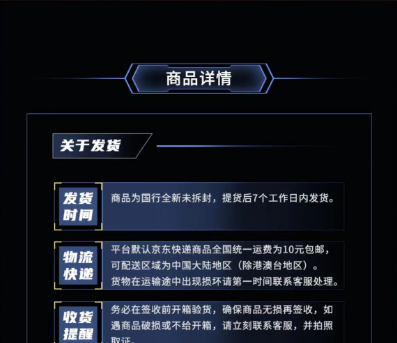 商品详情
关于发货
发货
时间
商品为国行全新未拆封，提货后7个工作日内发货。
物流
快递
平台默认京东快递商品全国统一运费为10元包邮，
可配送区域为中国大陆地区（除港澳台地区）。
货物在运输途中出现损坏请第一时间联系客服处理。
收货
提醒
务必在签收前开箱验货，确保商品无损再签收，如
遇商品破损或不给开箱，请立刻联系客服，并拍照
取证。